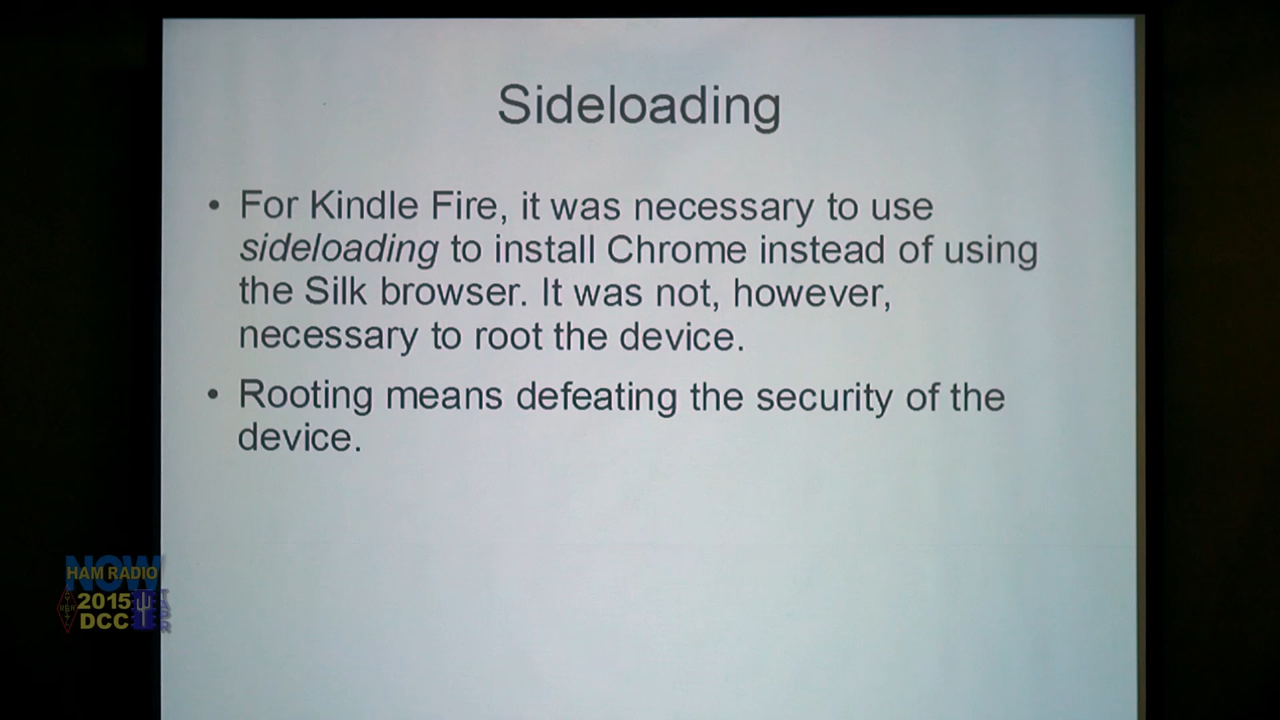 Sideloading
• For Kindle Fire, it was necessary to use
sideloading to install Chrome instead of using
the Silk browser. It was not, however,
necessary to root the device.
• Rooting means defeating the security of the
device.
NOW
HAM RADIO
2015
DCC
TAPR